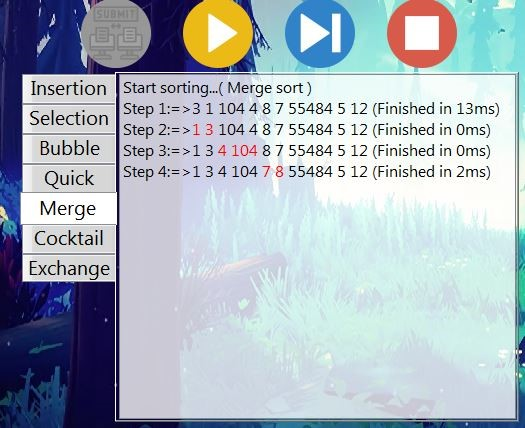 SUBMIT
Insertion
Selection
Bubble
Quick
Merge
Cocktail
Exchange
Start sorting...( Merge sort )
Step 1:=>3 1 104 4 8 7 55484 5 12 (Finished in 13ms)
Step 2:=>1 3 104 4 8 7 55484 5 12 (Finished in 0ms)
Step 3:=>1 3 4 104 8 7 55484 5 12 (Finished in 0ms)
Step 4:=>1 3 4 104 7 8 55484 5 12 (Finished in 2ms)